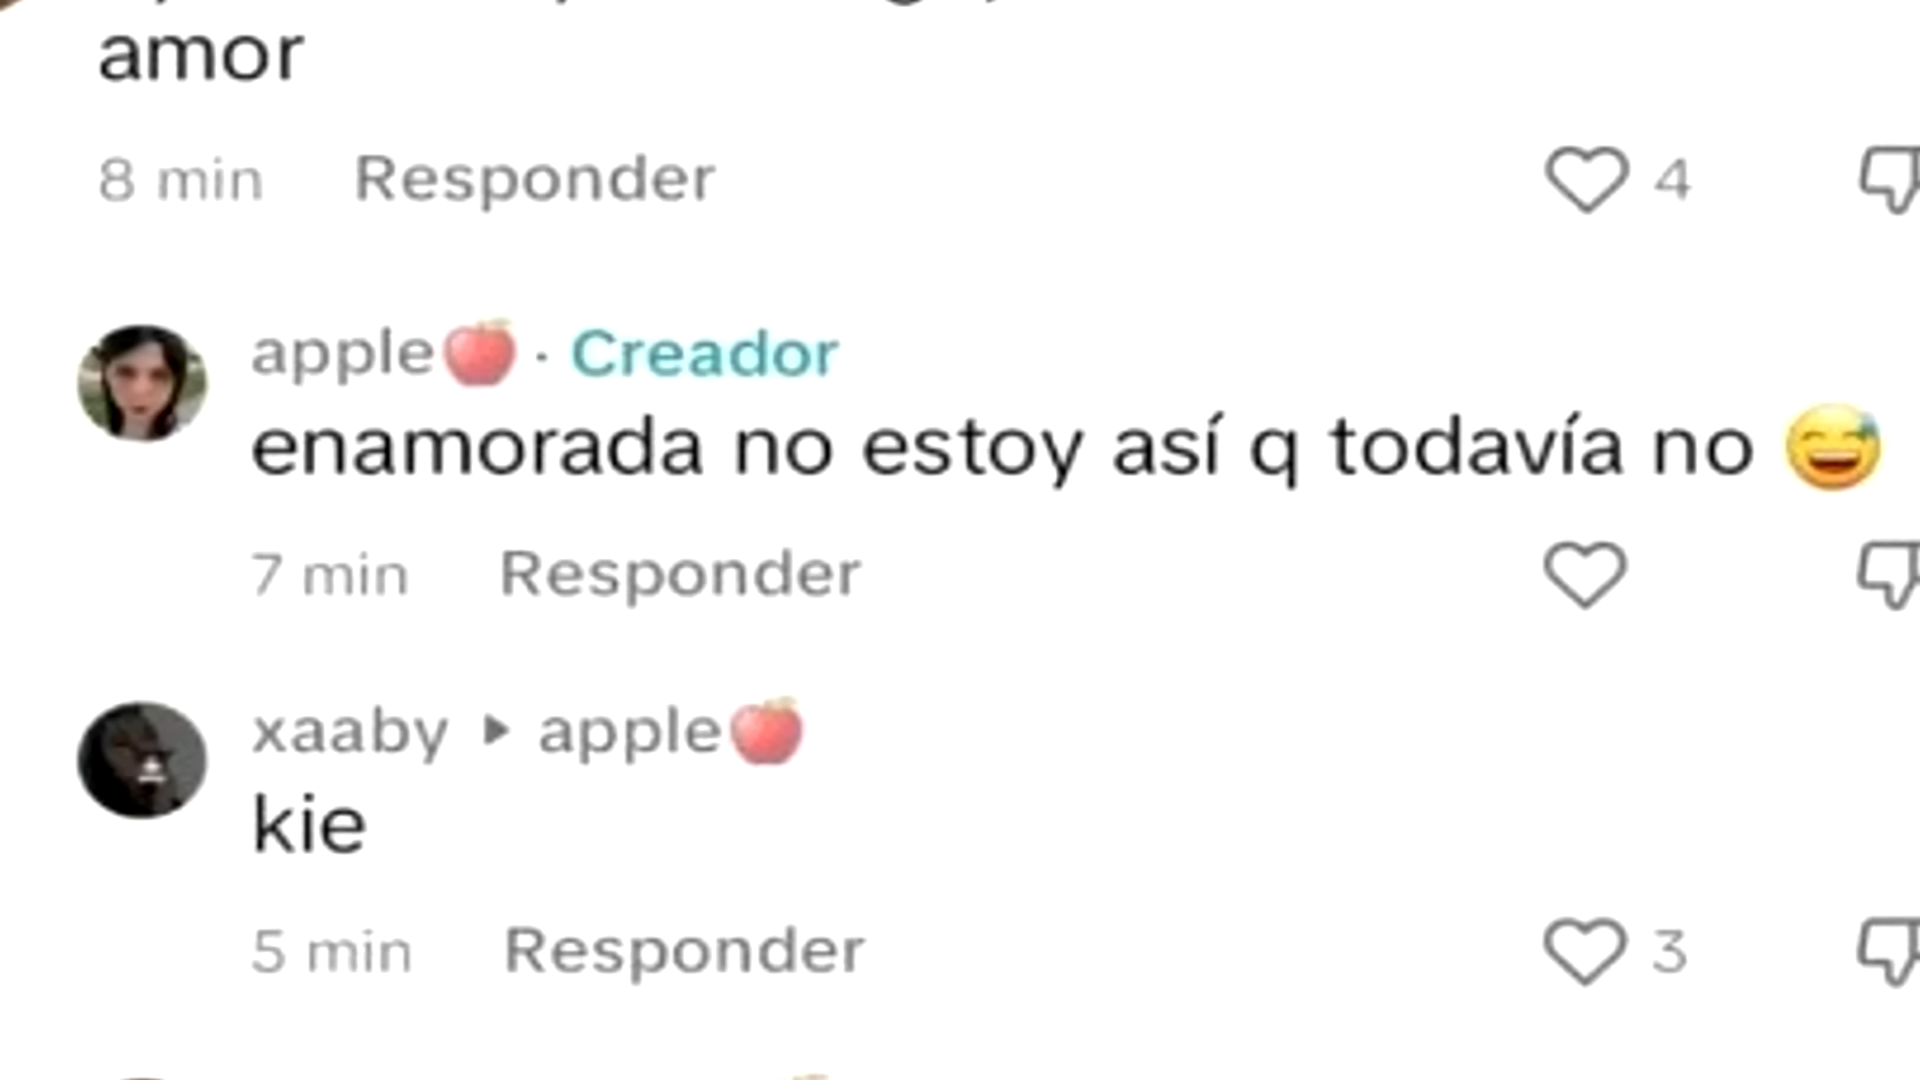 amor
8 min Responder 4
apple🍎 · Creador
enamorada no estoy así q todavía no 😅
7 min Responder
xaaby ▸ apple🍎
kie
5 min Responder 3